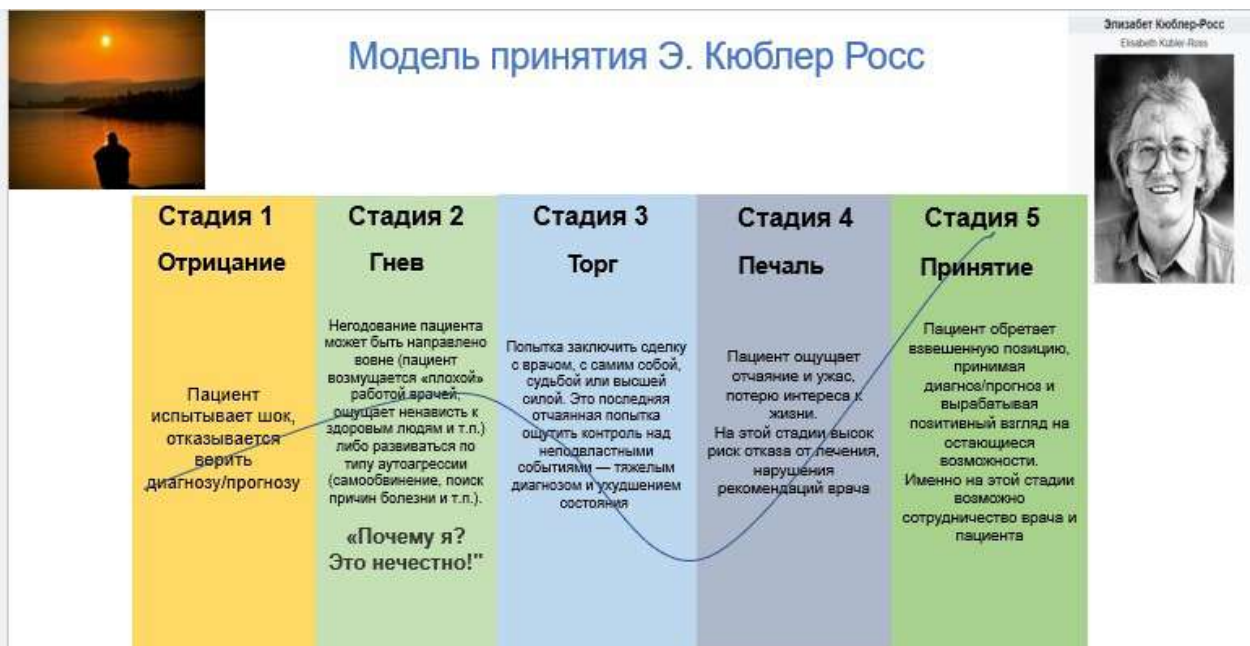 Модель принятия Э. Кюблер Росс
Элизабет Кюблер-Росс
Elisabeth Kübler-Ross
Стадия 1
Отрицание
Пациент
испытывает шок,
отказывается
верить
диагнозу/прогнозу
Стадия 2
Гнев
Негодование пациента
может быть направлено
вовне (пациент
возмущается «плохой»
работой врачей,
ощущает ненависть к
здоровым людям и т.п.)
либо развиваться по
типу аутоагрессии
(самообвинение, поиск
причин болезни и т.п.).
«Почему я?
Это нечестно!"
Стадия 3
Торг
Попытка заключить сделку
с врачом, с самим собой,
судьбой или высшей
силой. Это последняя
отчаянная попытка
ощутить контроль над
неподвластными
событиями — тяжелым
диагнозом и ухудшением
состояния
Стадия 4
Печаль
Пациент ощущает
отчаяние и ужас,
потерю интереса к
жизни.
На этой стадии высок
риск отказа от лечения,
нарушения
рекомендаций врача
Стадия 5
Принятие
Пациент обретает
взвешенную позицию,
принимая
диагноз/прогноз и
вырабатывая
позитивный взгляд на
остающиеся
возможности.
Именно на этой стадии
возможно
сотрудничество врача и
пациента